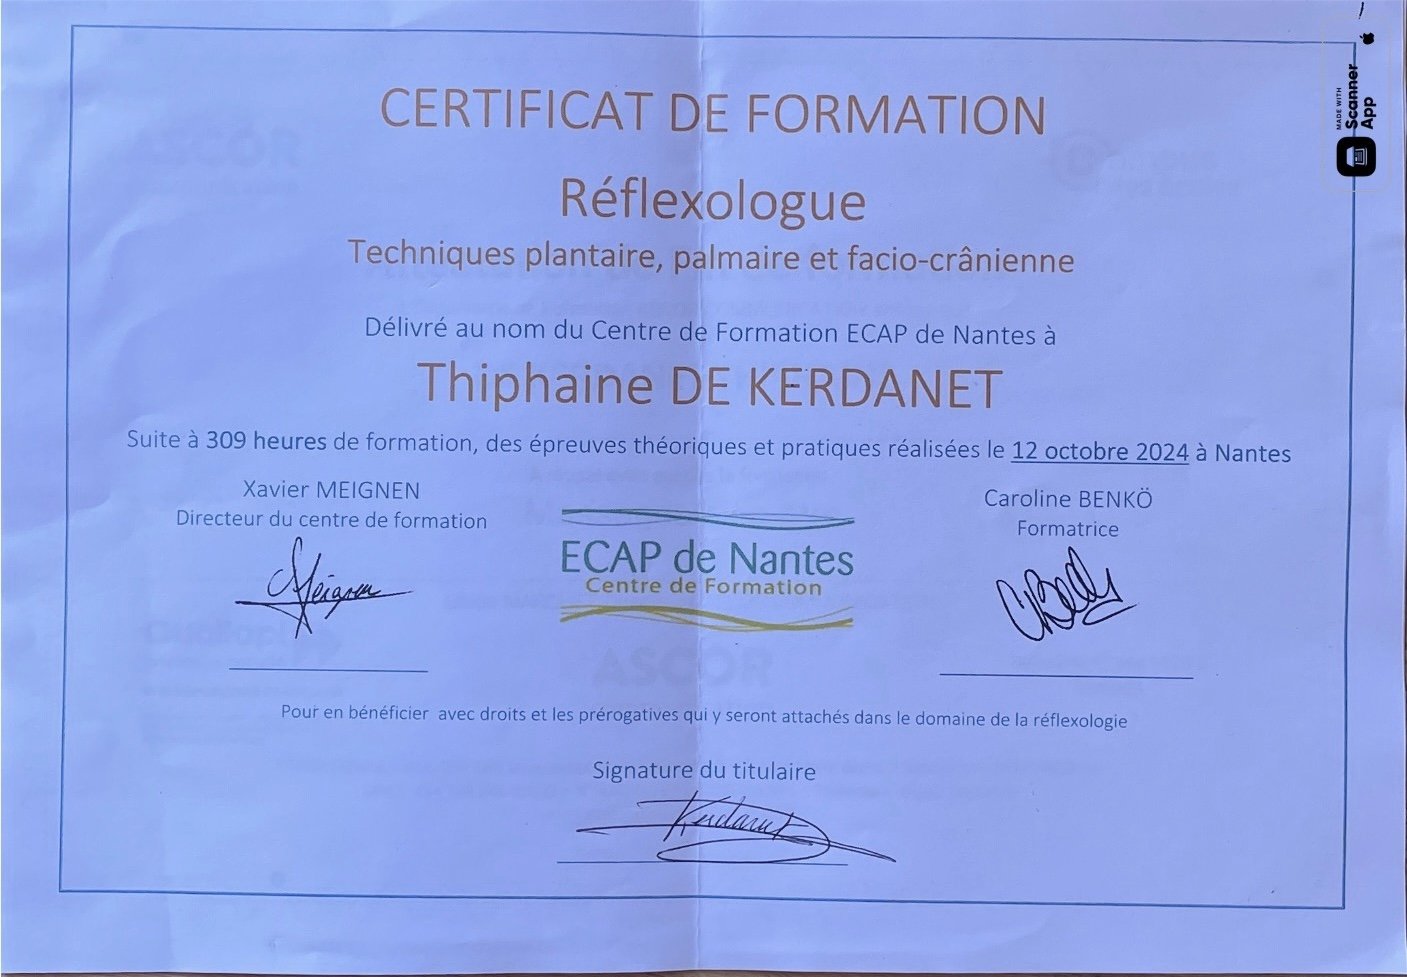 CERTIFICAT DE FORMATION
Réflexologue
Techniques plantaire, palmaire et facio-crânienne
Délivré au nom du Centre de Formation ECAP de Nantes à
Thiphaine DE KERDANET
Suite à 309 heures de formation, des épreuves théoriques et pratiques réalisées le 12 octobre 2024 à Nantes
Xavier MEIGNEN
Directeur du centre de formation
Meignen
Caroline BENKÖ
Formatrice
ECAP de Nantes
Centre de Formation
ASCOR
Pour en bénéficier avec droits et les prérogatives qui y seront attachés dans le domaine de la réflexologie
Signature du titulaire
Kerdanet
MADE WITH
Scanner
App